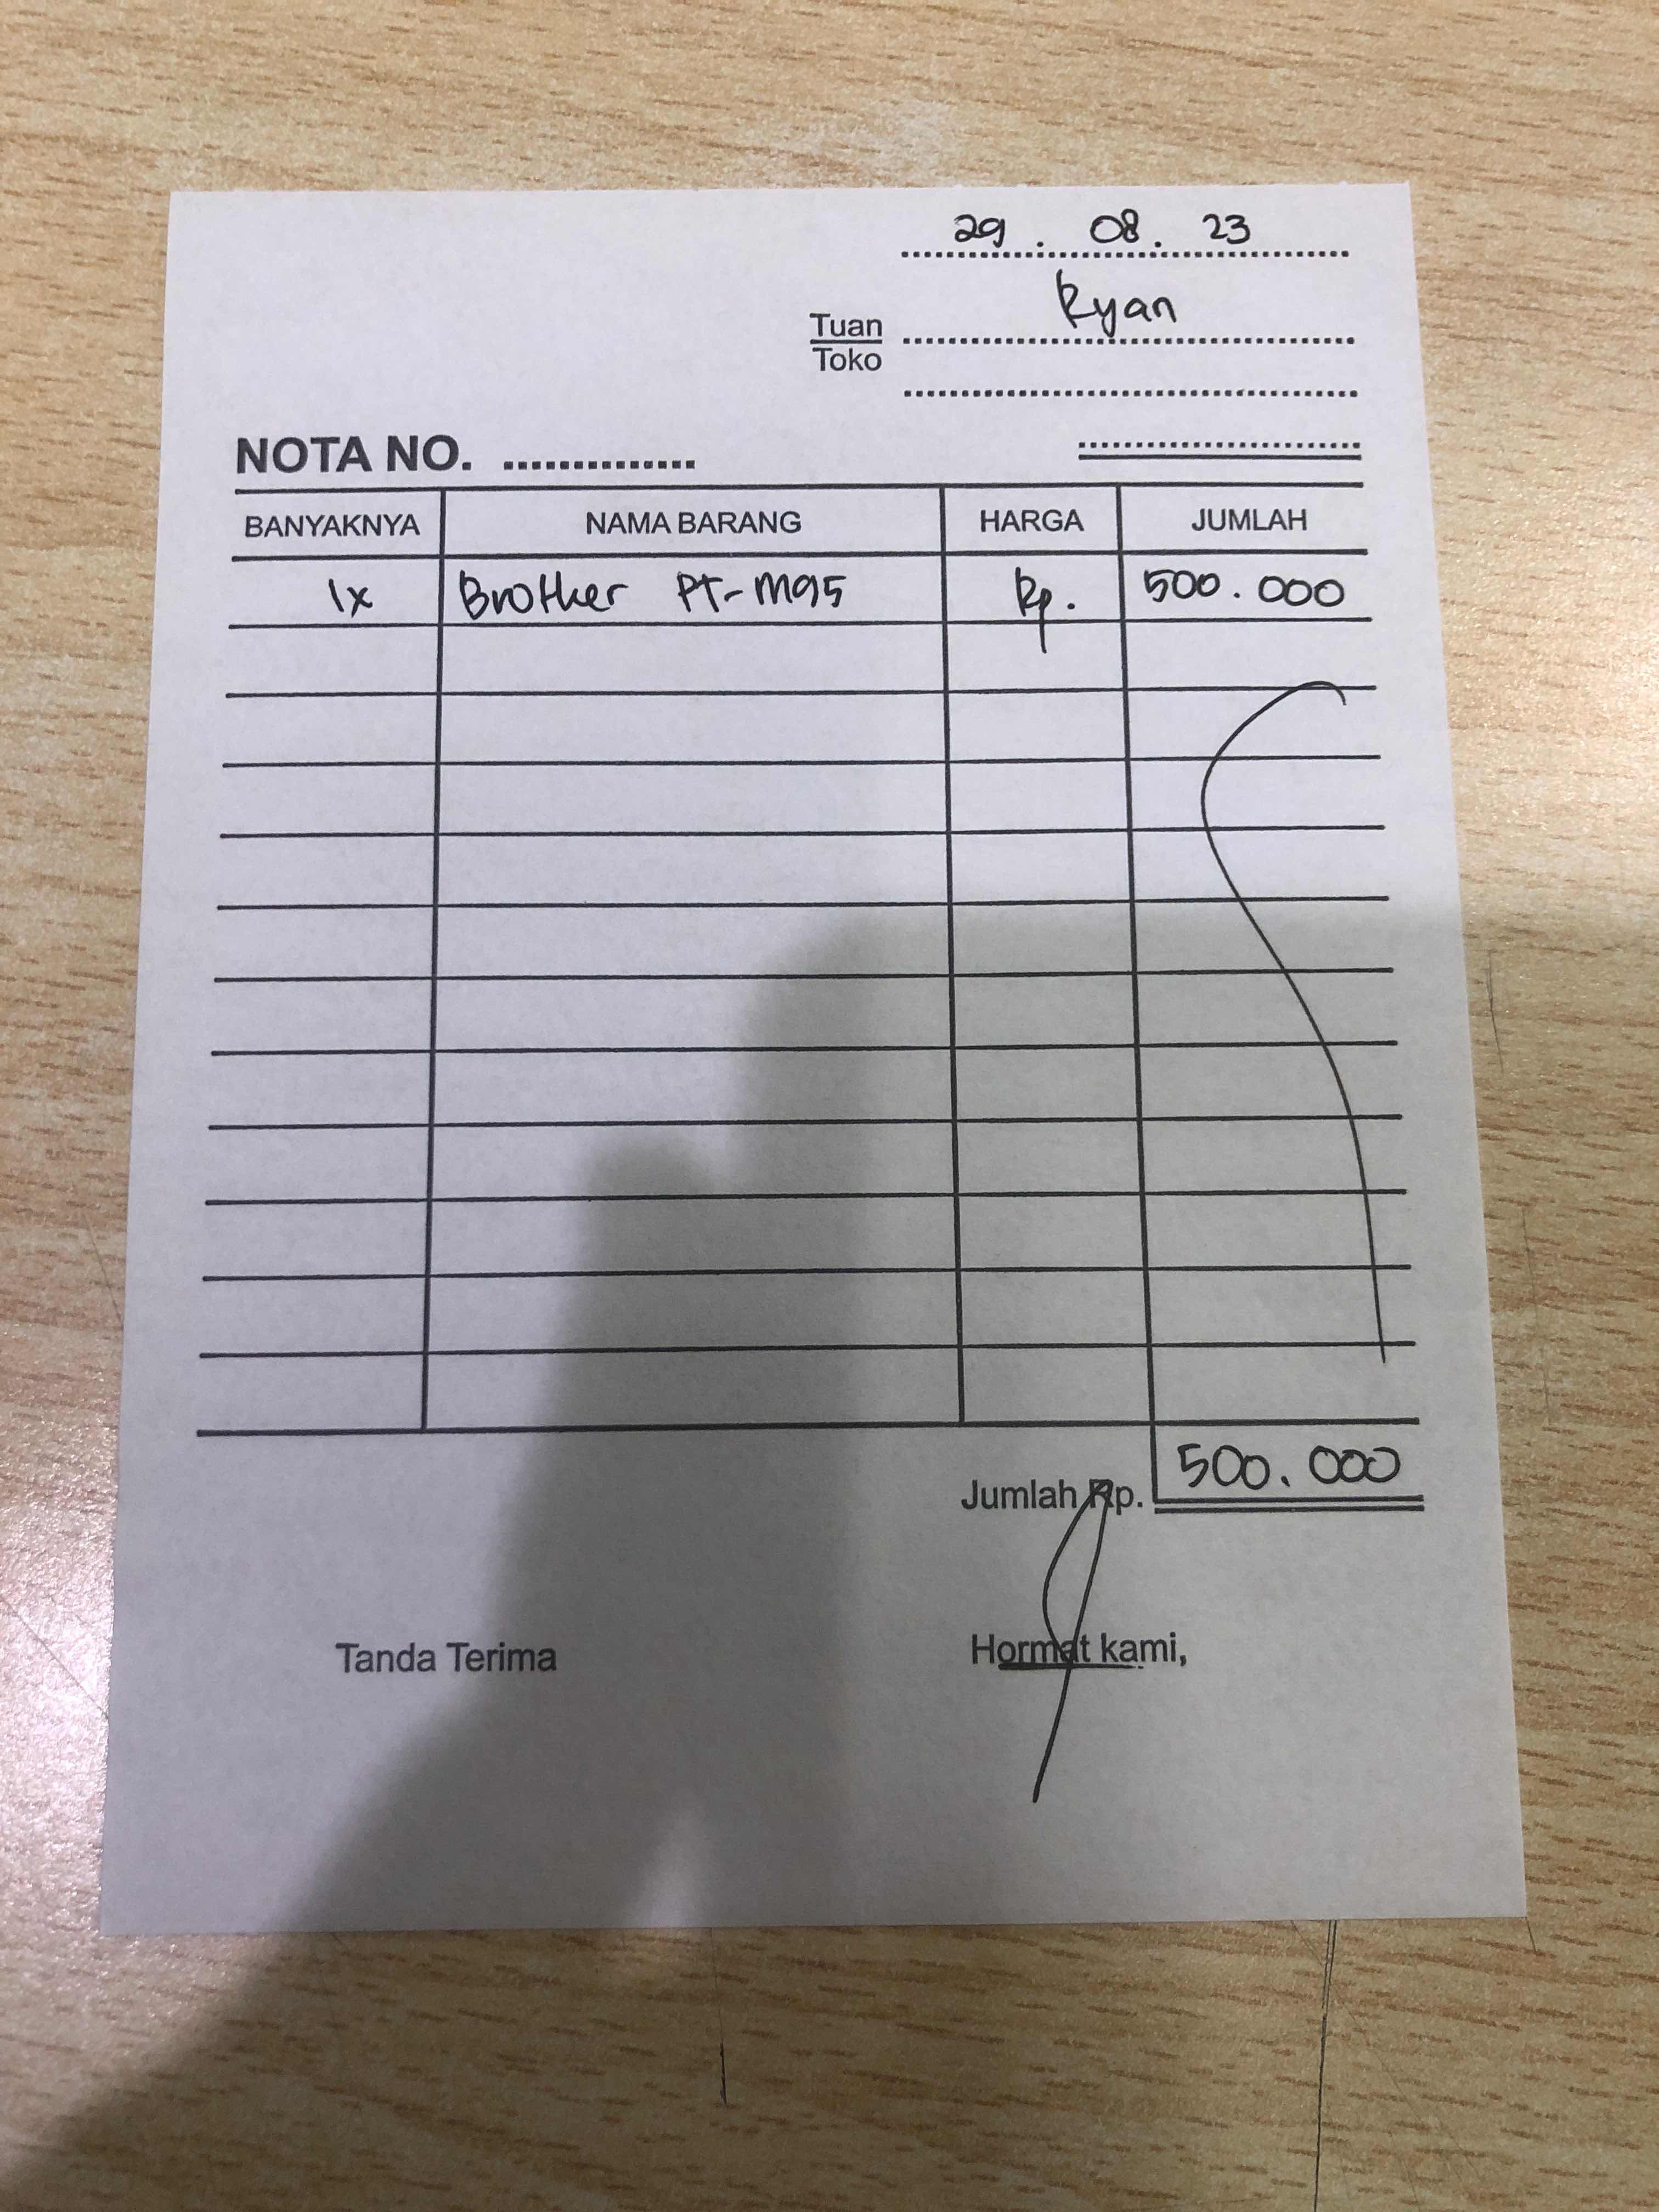 29 . 08 . 23
Tuan Ryan
Toko
NOTA NO. ..............
BANYAKNYA NAMA BARANG HARGA JUMLAH
1x Brother PT-M95 Rp. 500.000
Jumlah Rp. 500.000
Tanda Terima Hormat kami,